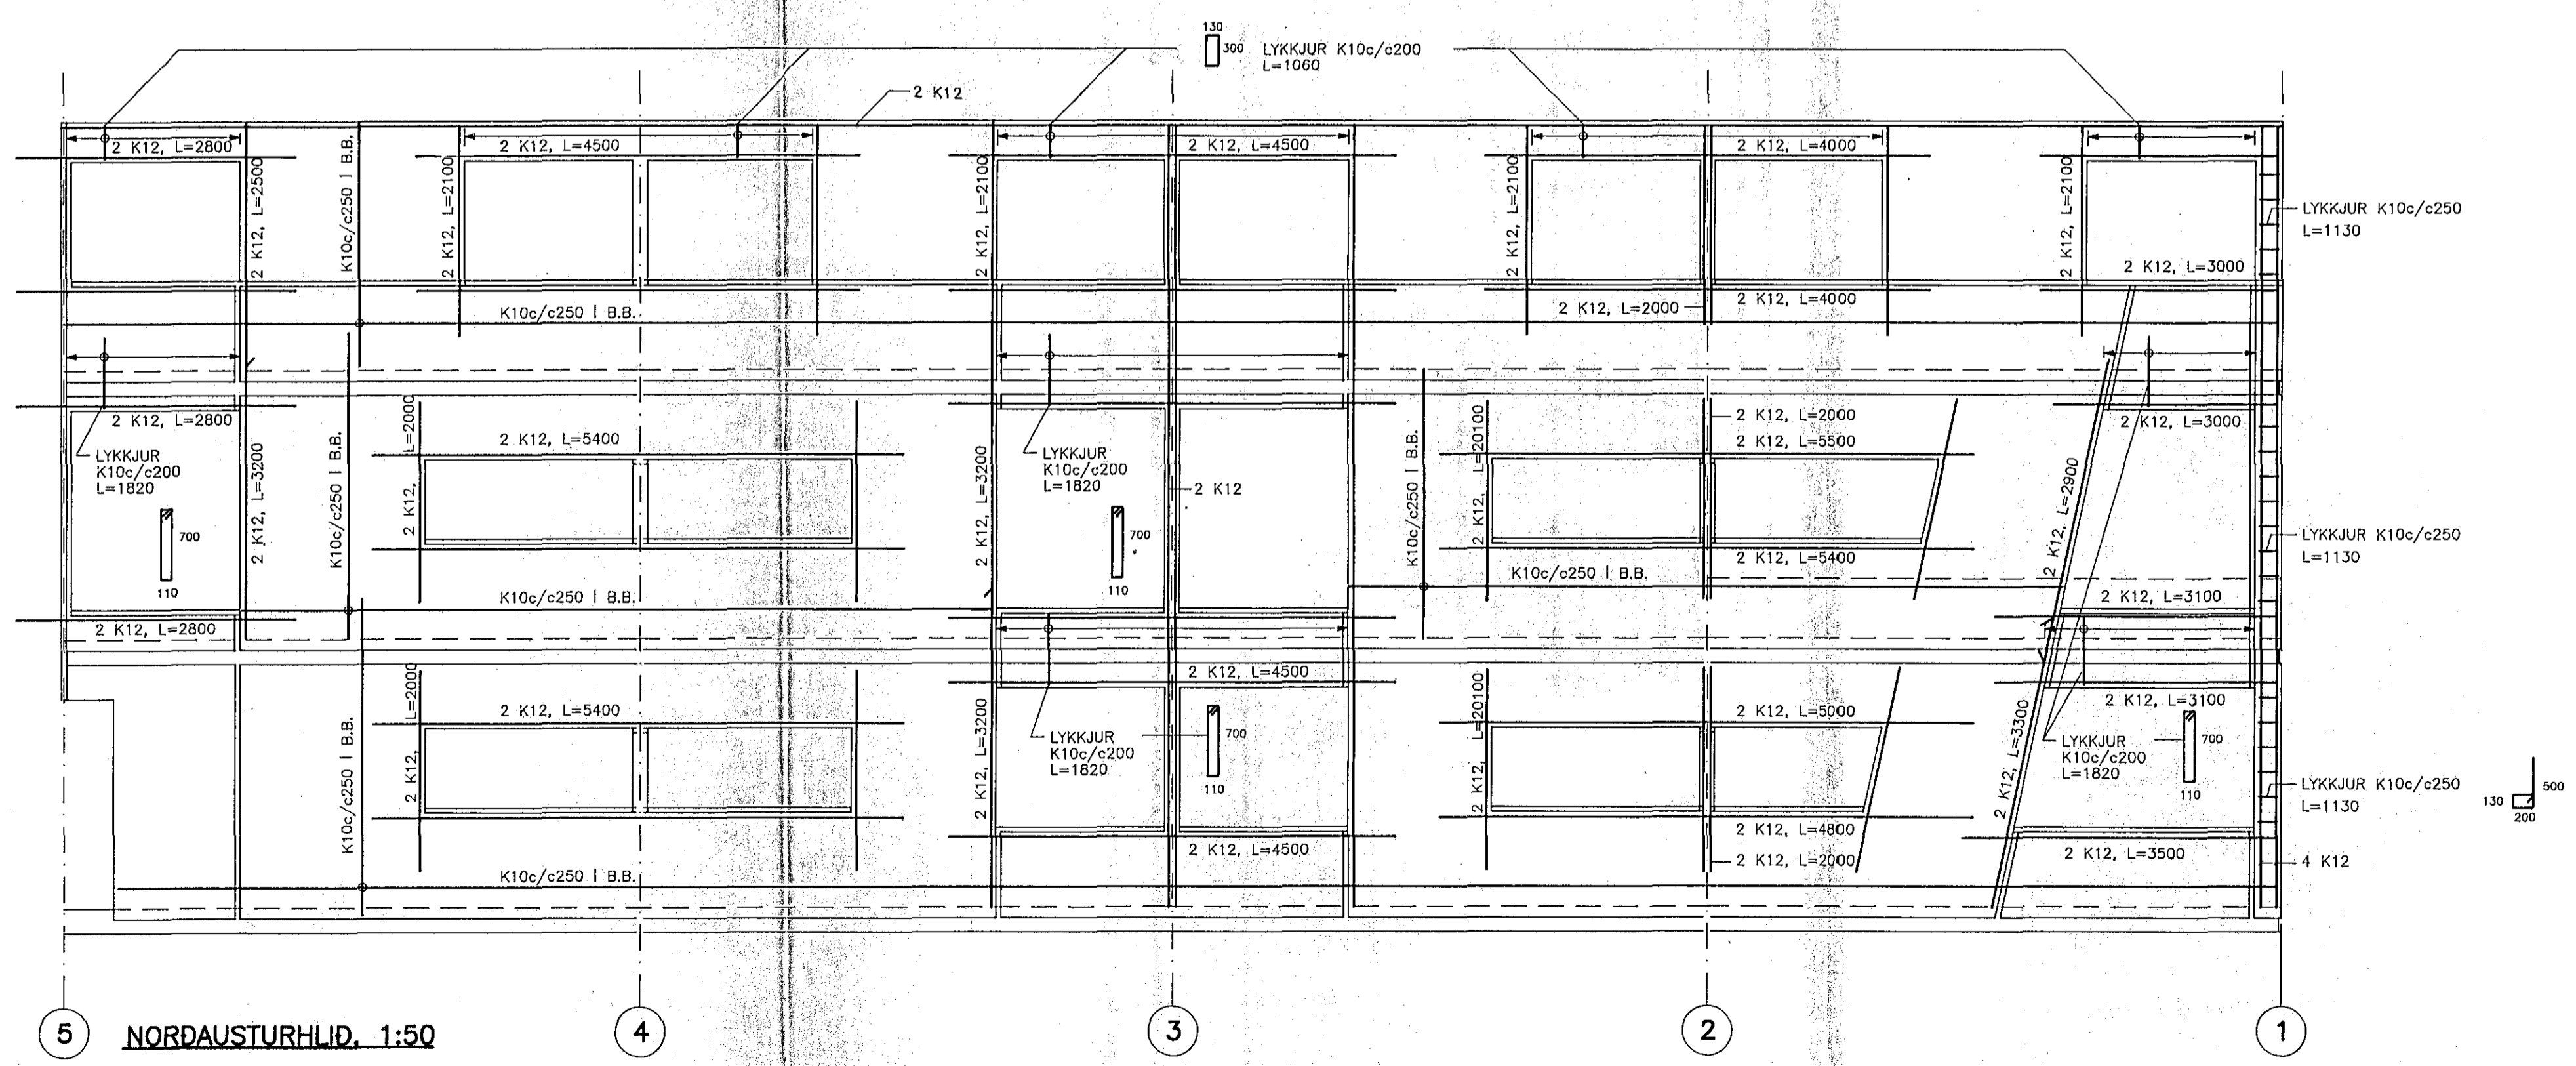 130
300
LYKKJUR K10c/c200
L=1060
2 K12
2 K12, L=2800
2 K12, L=4500
2 K12, L=4500
2 K12, L=4000
2 K12, L=2500
K10c/c250 Í B.B.
2 K12, L=2100
2 K12, L=2100
2 K12, L=2100
2 K12, L=2100
LYKKJUR K10c/c250
L=1130
2 K12, L=3000
K10c/c250 Í B.B.
2 K12, L=2000
2 K12, L=4000
2 K12, L=2800
2 K12, L=5400
2 K12, L=2000
2 K12, L=5500
2 K12, L=3000
LYKKJUR
K10c/c200
L=1820
700
110
2 K12, L=3200
K10c/c250 Í B.B.
2 K12, L=2000
2 K12, L=3200
LYKKJUR
K10c/c200
L=1820
700
110
2 K12
K10c/c250 Í B.B.
2 K12, L=20100
2 K12, L=5400
2 K12, L=2900
LYKKJUR K10c/c250
L=1130
K10c/c250 Í B.B.
K10c/c250 Í B.B.
2 K12, L=3100
2 K12, L=2800
2 K12, L=4500
2 K12, L=5400
2 K12, L=5000
2 K12, L=3100
K10c/c250 Í B.B.
2 K12, L=2000
2 K12, L=3200
LYKKJUR
K10c/c200
L=1820
700
110
2 K12, L=20100
2 K12, L=3300
LYKKJUR
K10c/c200
L=1820
700
110
LYKKJUR K10c/c250
L=1130
130
500
200
2 K12, L=4800
2 K12, L=4500
2 K12, L=2000
2 K12, L=3500
4 K12
K10c/c250 Í B.B.
5
NORÐAUSTURHLIÐ, 1:50
4
3
2
1